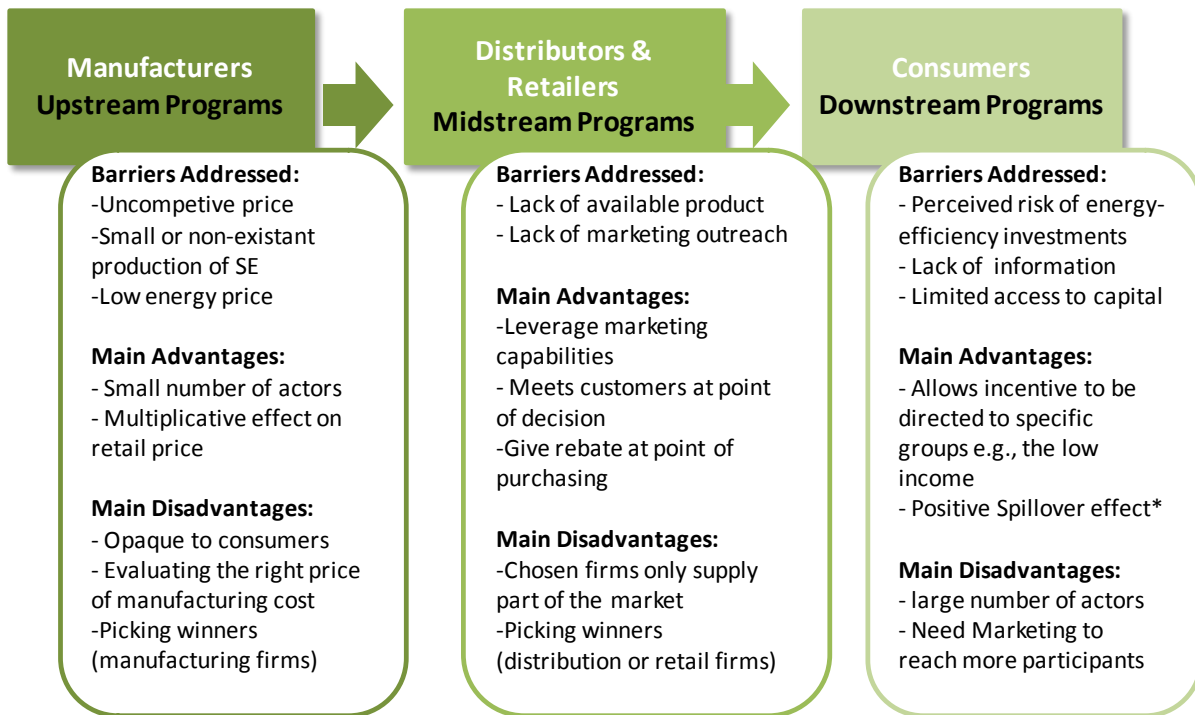 Manufacturers
Upstream Programs
Barriers Addressed:
-Uncompetive price
-Small or non-existant
production of SE
-Low energy price
Main Advantages:
- Small number of actors
- Multiplicative effect on
retail price
Main Disadvantages:
- Opaque to consumers
- Evaluating the right price
of manufacturing cost
-Picking winners
(manufacturing firms)
Distributors &
Retailers
Midstream Programs
Barriers Addressed:
- Lack of available product
- Lack of marketing outreach
Main Advantages:
-Leverage marketing
capabilities
- Meets customers at point
of decision
-Give rebate at point of
purchasing
Main Disadvantages:
-Chosen firms only supply
part of the market
-Picking winners
(distribution or retail firms)
Consumers
Downstream Programs
Barriers Addressed:
- Perceived risk of energy-
efficiency investments
- Lack of information
- Limited access to capital
Main Advantages:
- Allows incentive to be
directed to specific
groups e.g., the low
income
- Positive Spillover effect*
Main Disadvantages:
- large number of actors
- Need Marketing to
reach more participants